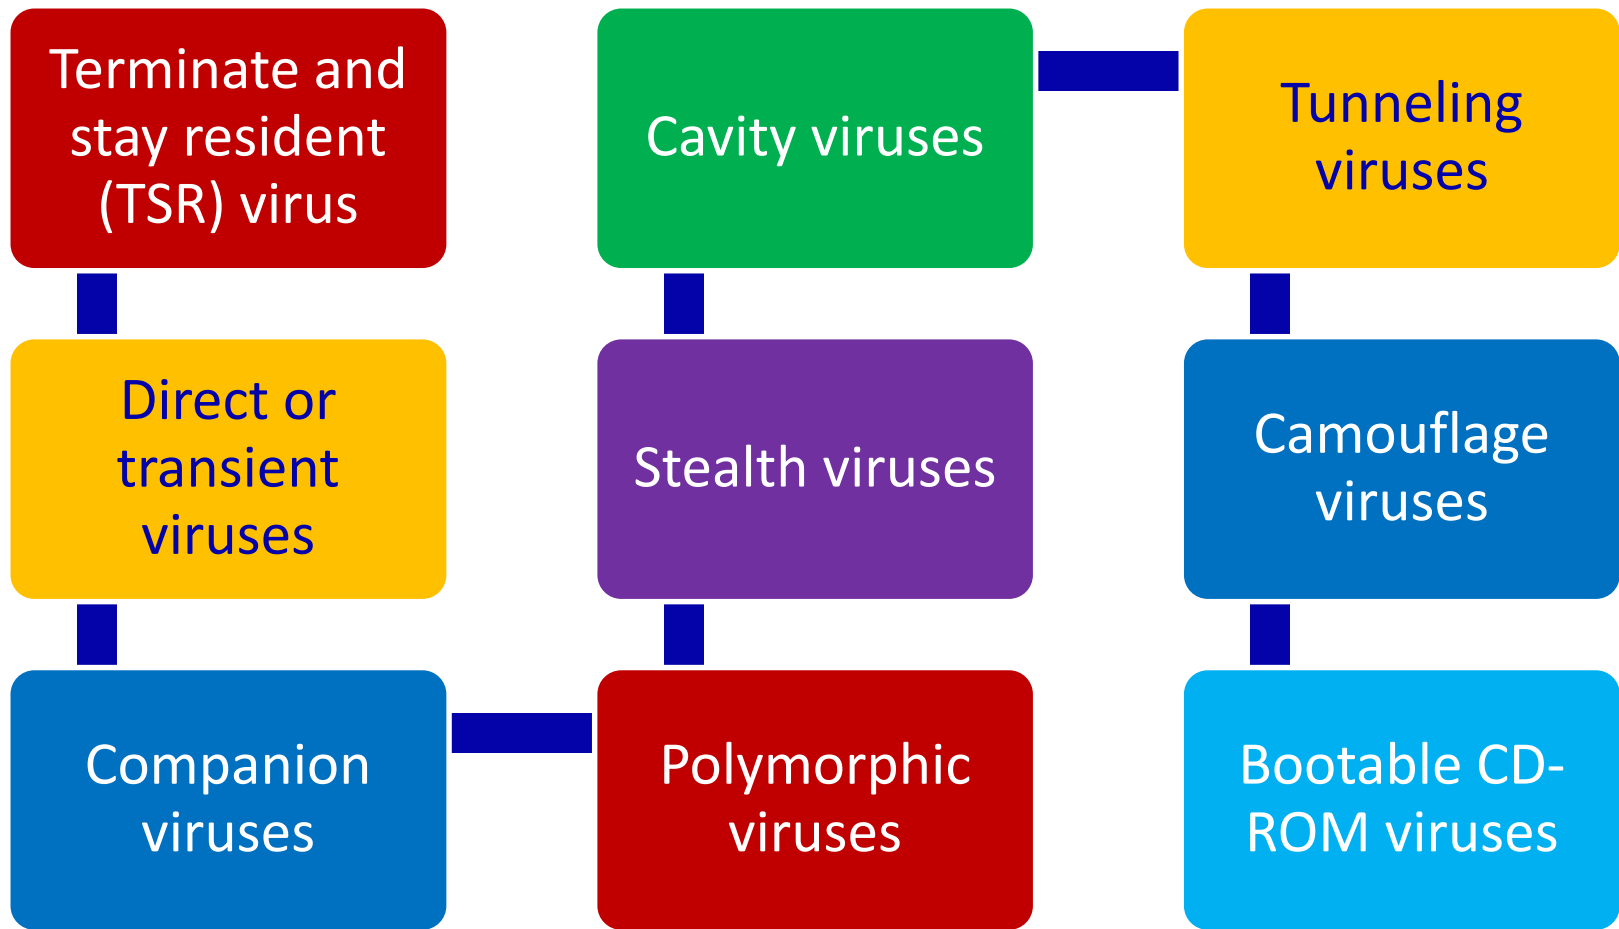 Terminate and
stay resident
(TSR) virus
Direct or
transient
viruses
Companion
viruses
Polymorphic
viruses
Stealth viruses
Cavity viruses
Tunneling
viruses
Camouflage
viruses
Bootable CD-
ROM viruses